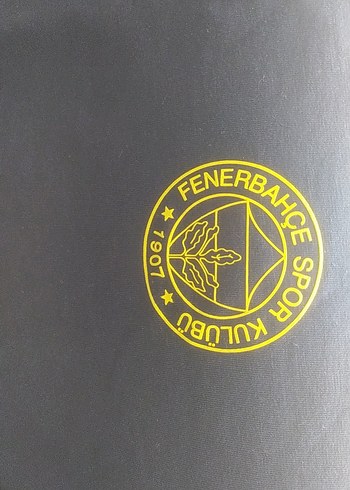 FENERBAHÇE SPOR KULÜBÜ
1907